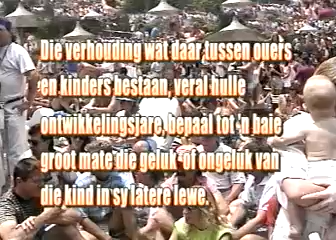 Die verhouding wat daar tussen ouers
en kinders bestaan, veral hulle
ontwikkelingsjare, bepaal tot 'n baie
groot mate die geluk of ongeluk van
die kind in sy latere lewe.